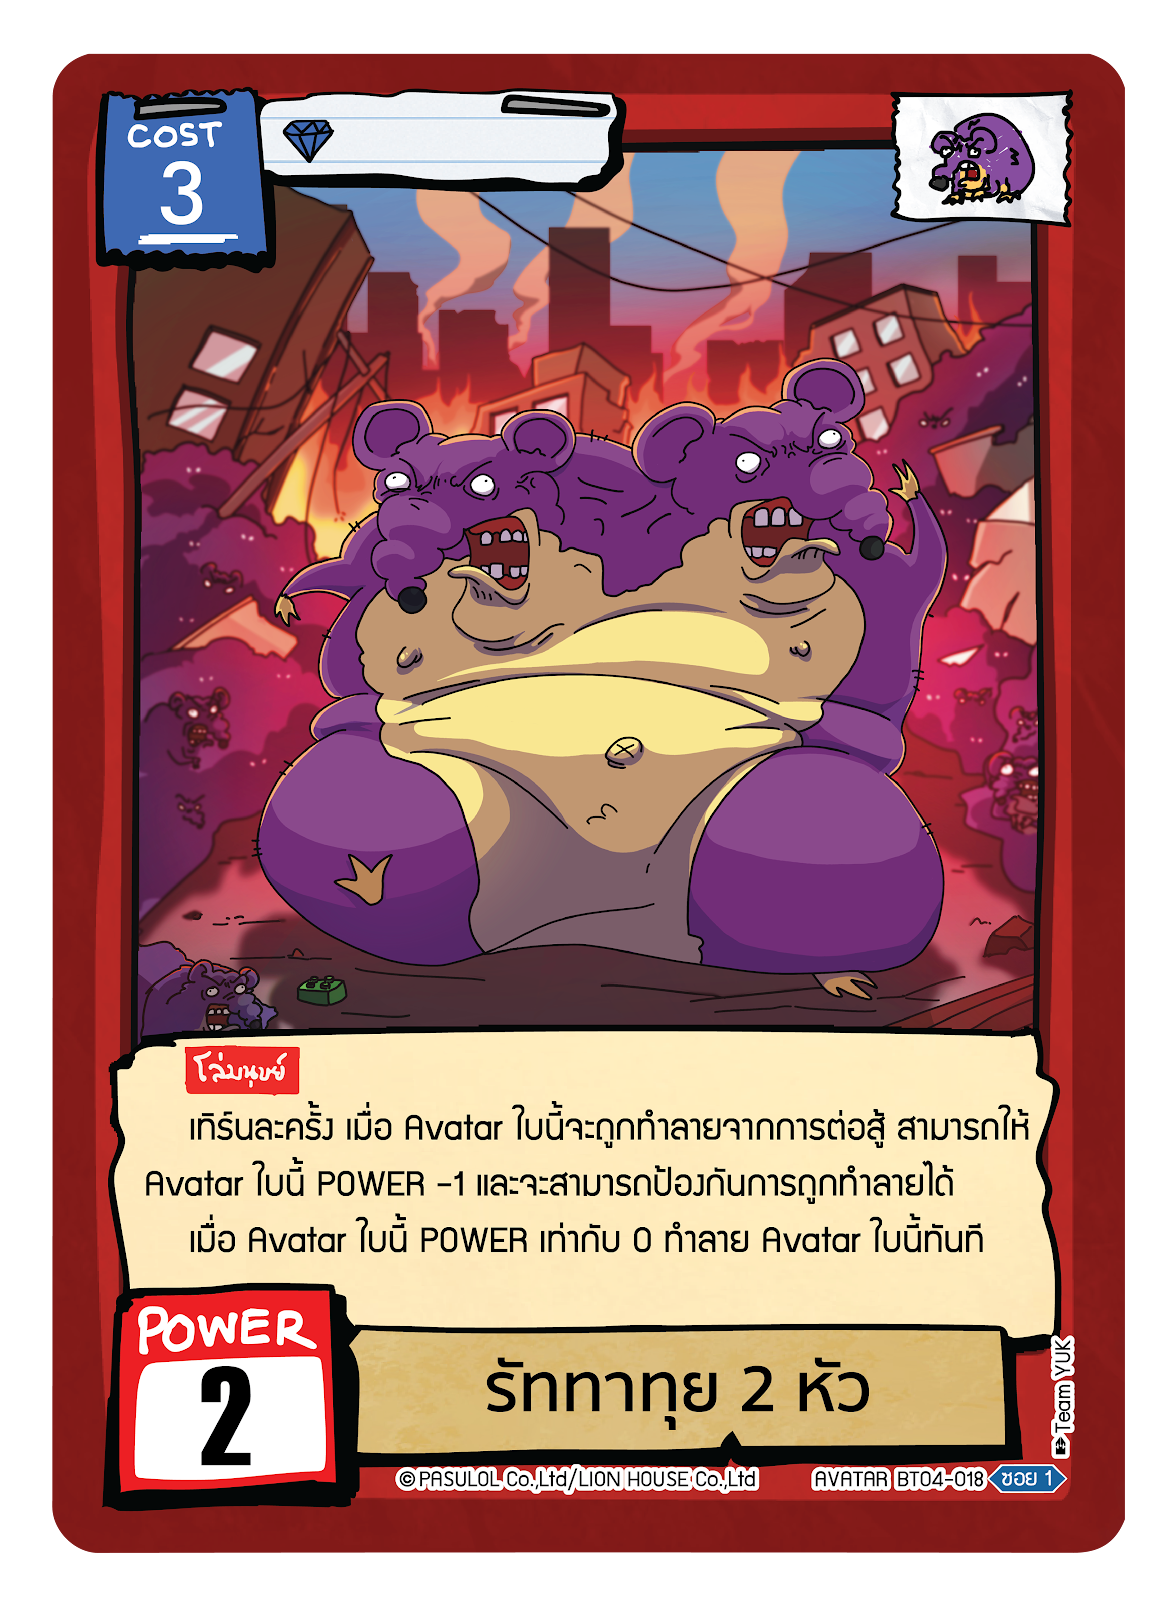 COST
3
โล่มนุษย์
เทิร์นละครั้ง เมื่อ Avatar ใบนี้จะถูกทำลายจากการต่อสู้ สามารถให้
Avatar ใบนี้ POWER -1 และจะสามารถป้องกันการถูกทำลายได้
เมื่อ Avatar ใบนี้ POWER เท่ากับ 0 ทำลาย Avatar ใบนี้ทันที
POWER
2
รัททาทุย 2 หัว
Team YUK
© PASULOL Co.,Ltd/LION HOUSE Co.,Ltd
AVATAR BT04-018 ซอย 1